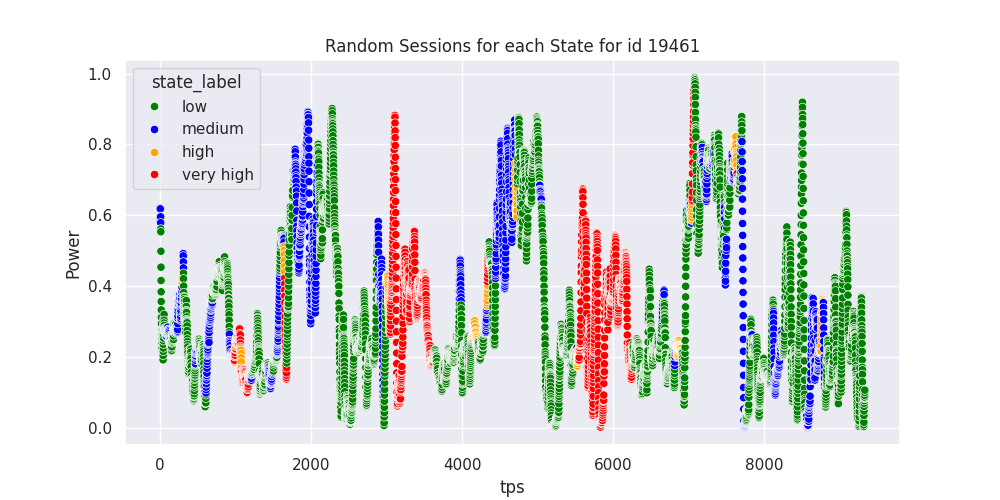 Random Sessions for each State for id 19461
1.0
0.8
0.6
0.4
0.2
0.0
Power
state_label
low
medium
high
very high
0
2000
4000
6000
8000
tps